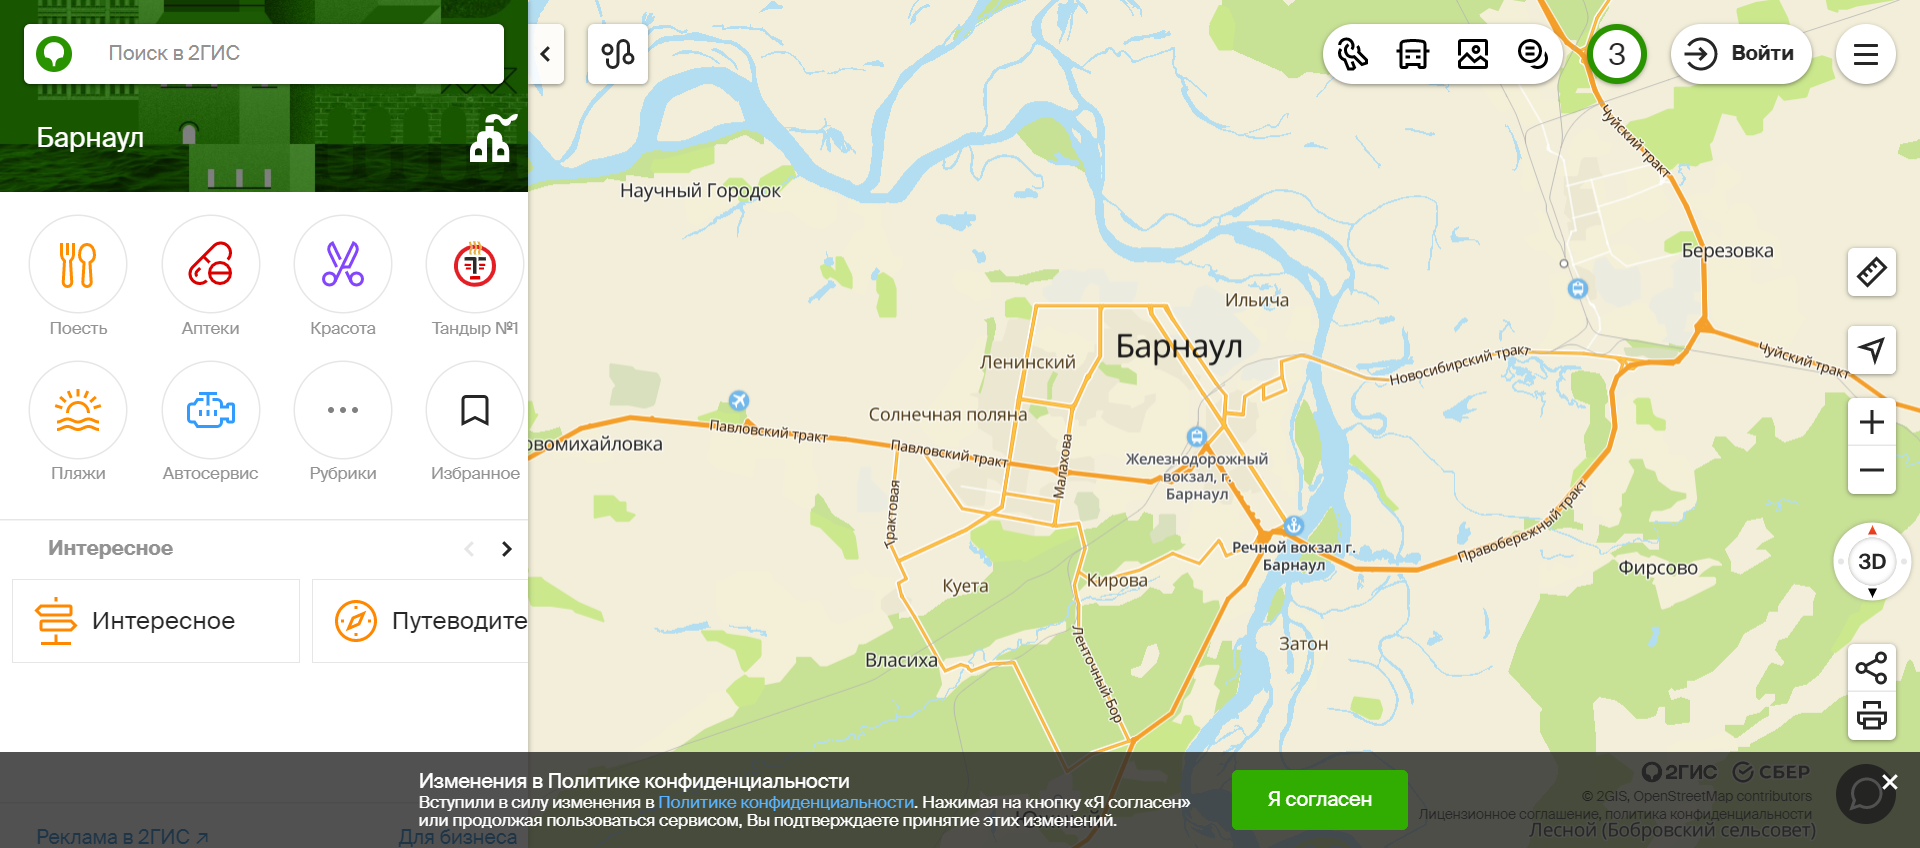 Поиск в 2ГИС
Барнаул
Поесть
Аптеки
Красота
Тандыр №1
Пляжи
Автосервис
Рубрики
Избранное
Интересное
Интересное
Путеводите
Реклама в 2ГИС
Для бизнеса
3
Войти
Научный Городок
Чуйский тракт
Березовка
Ильича
Барнаул
Ленинский
Новосибирский тракт
Чуйский тракт
Солнечная поляна
Павловский тракт
Павловский тракт
овомихайловка
Малахова
Железнодорожный
вокзал, г.
Барнаул
Трактовая
Правобережный тракт
Речной вокзал г.
Барнаул
Фирсово
Куета
Кирова
Затон
Власиха
Ленточный Бор
3D
Изменения в Политике конфиденциальности
Вступили в силу изменения в Политике конфиденциальности. Нажимая на кнопку «Я согласен»
или продолжая пользоваться сервисом, Вы подтверждаете принятие этих изменений.
Я согласен
2ГИС СБЕР
© 2GIS, OpenStreetMap contributors
Лицензионное соглашение, политика конфиденциальности
Лесной (Бобровский сельсовет)